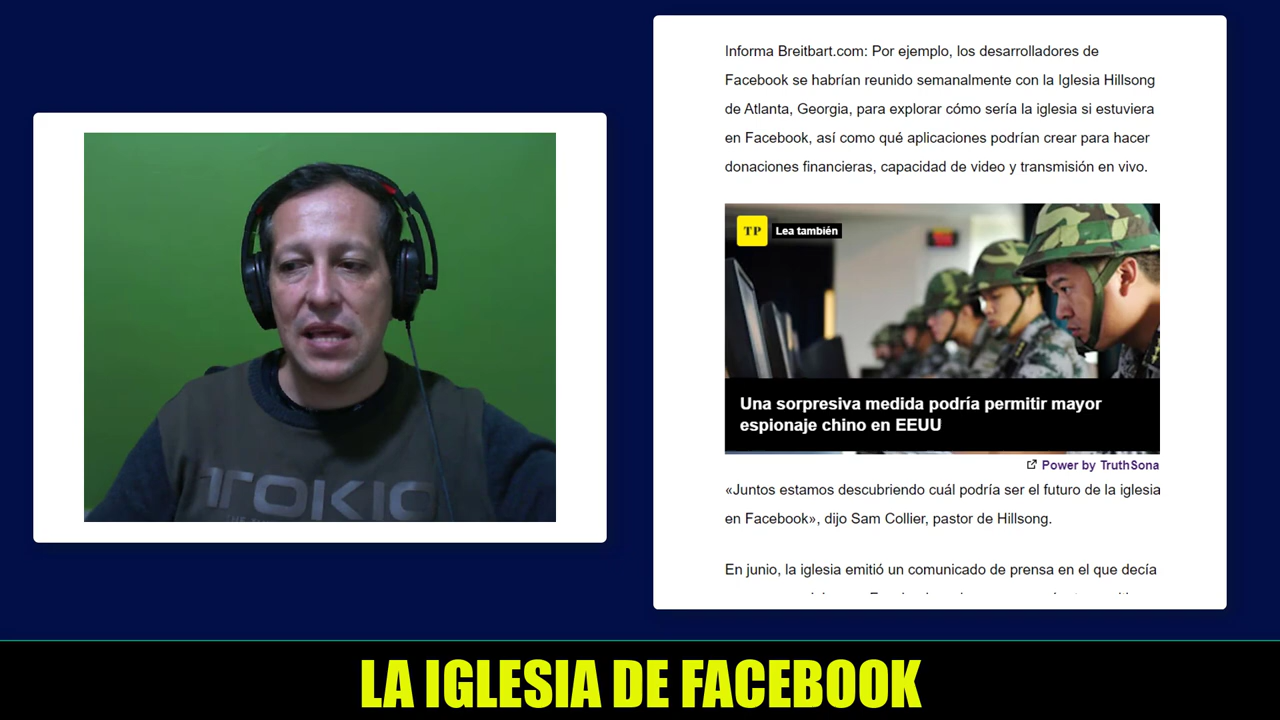 Informa Breitbart.com: Por ejemplo, los desarrolladores de
Facebook se habrían reunido semanalmente con la Iglesia Hillsong
de Atlanta, Georgia, para explorar cómo sería la iglesia si estuviera
en Facebook, así como qué aplicaciones podrían crear para hacer
donaciones financieras, capacidad de video y transmisión en vivo.
TP Lea también
Una sorpresiva medida podría permitir mayor
espionaje chino en EEUU
Power by TruthSona
«Juntos estamos descubriendo cuál podría ser el futuro de la iglesia
en Facebook», dijo Sam Collier, pastor de Hillsong.
En junio, la iglesia emitió un comunicado de prensa en el que decía
1TOKIO
LA IGLESIA DE FACEBOOK